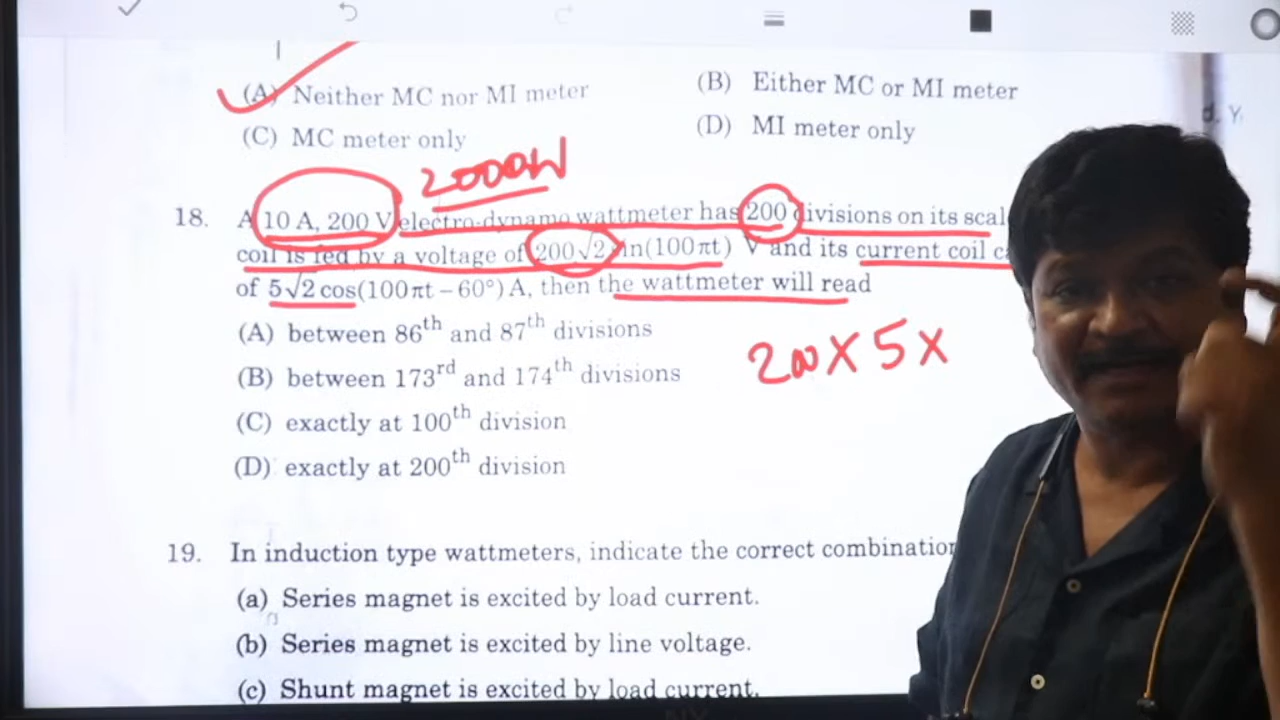 (A) Neither MC nor MI meter
(B) Either MC or MI meter
(C) MC meter only
(D) MI meter only
2000W
18. A 10 A, 200 V electro-dynamo wattmeter has 200 divisions on its scal
coil is fed by a voltage of 200√2 sin(100πt) V and its current coil ca
of 5√2 cos(100πt – 60°) A, then the wattmeter will read
(A) between 86th and 87th divisions
(B) between 173rd and 174th divisions
(C) exactly at 100th division
(D) exactly at 200th division
200 X 5 X
19. In induction type wattmeters, indicate the correct combination
(a) Series magnet is excited by load current.
(b) Series magnet is excited by line voltage.
(c) Shunt magnet is excited by load current.